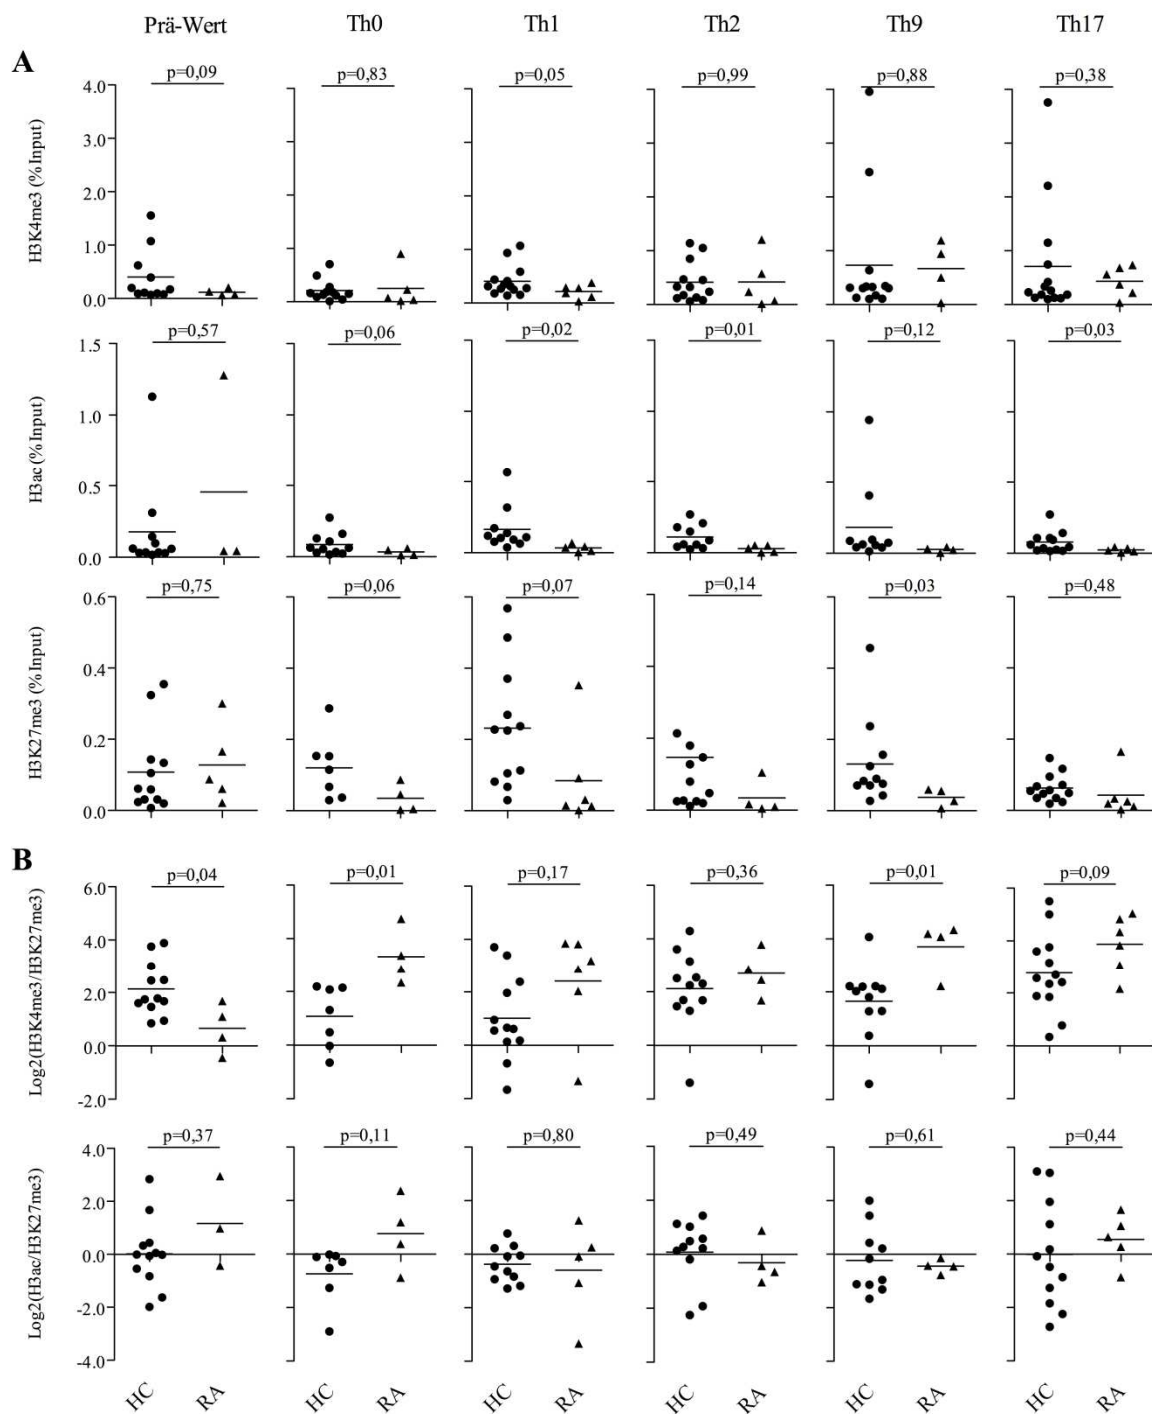 Prä-Wert Th0 Th1 Th2 Th9 Th17
A
p=0,09 p=0,83 p=0,05 p=0,99 p=0,88 p=0,38
H3K4me3 (%Input)
4.0
3.0
2.0
1.0
0.0
p=0,57 p=0,06 p=0,02 p=0,01 p=0,12 p=0,03
H3ac (%Input)
1.5
1.0
0.5
0.0
p=0,75 p=0,06 p=0,07 p=0,14 p=0,03 p=0,48
H3K27me3 (%Input)
0.6
0.4
0.2
0.0
B
p=0,04 p=0,01 p=0,17 p=0,36 p=0,01 p=0,09
Log2(H3K4me3/H3K27me3)
6.0
4.0
2.0
0.0
-2.0
p=0,37 p=0,11 p=0,80 p=0,49 p=0,61 p=0,44
Log2(H3ac/H3K27me3)
4.0
2.0
0.0
-2.0
-4.0
HC RA HC RA HC RA HC RA HC RA HC RA